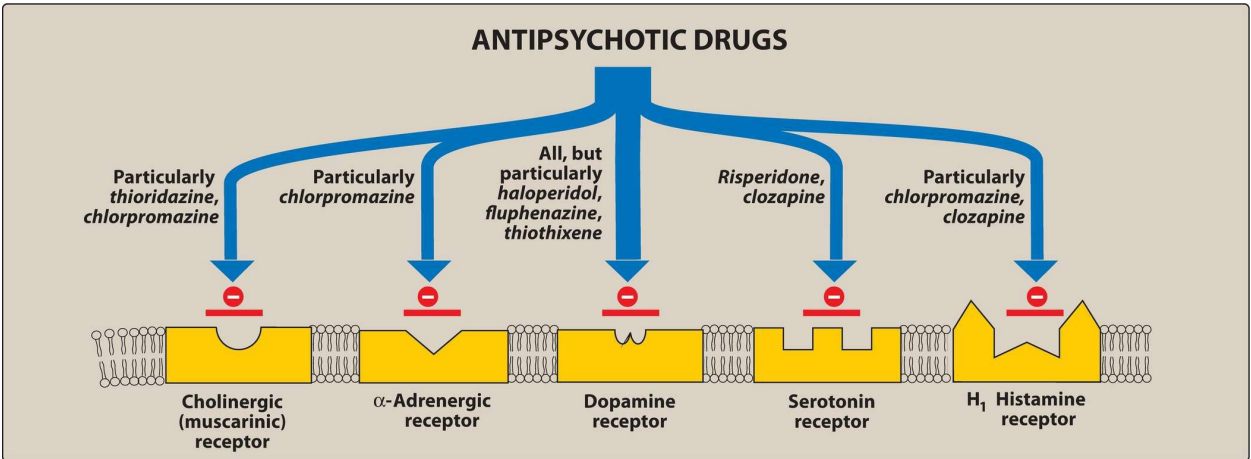 ANTIPSYCHOTIC DRUGS
Particularly
thioridazine,
chlorpromazine
Particularly
chlorpromazine
All, but
particularly
haloperidol,
fluphenazine,
thiothixene
Risperidone,
clozapine
Particularly
chlorpromazine,
clozapine
Cholinergic
(muscarinic)
receptor
α-Adrenergic
receptor
Dopamine
receptor
Serotonin
receptor
H₁ Histamine
receptor